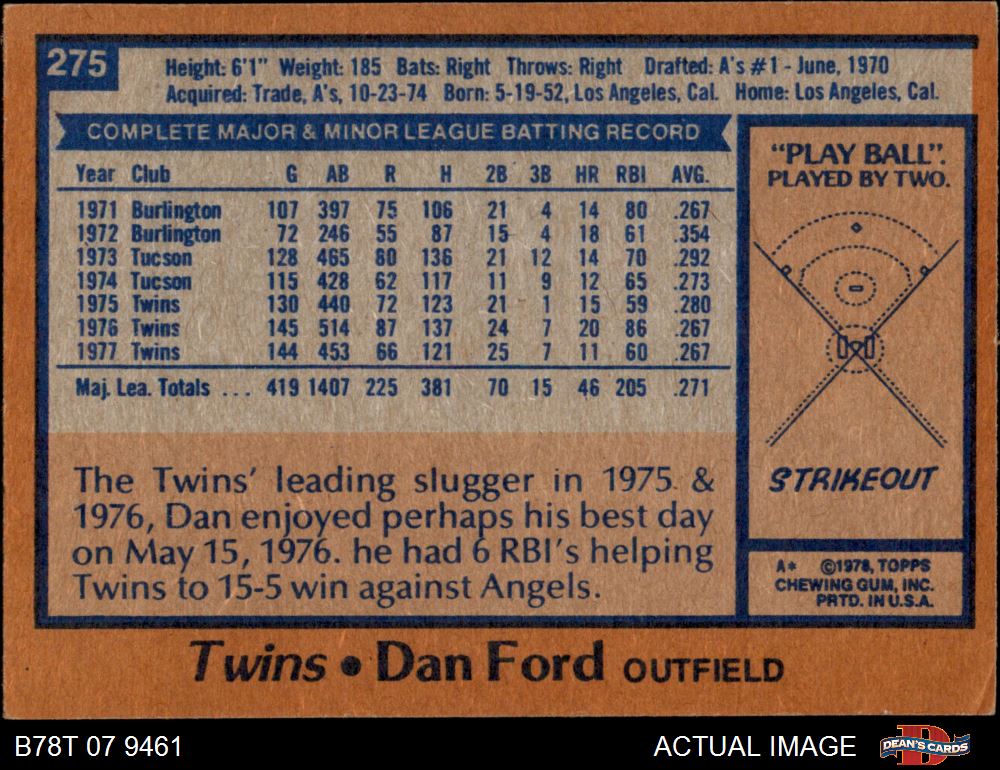 275
Height: 6'1" Weight: 185 Bats: Right Throws: Right Drafted: A's #1 - June, 1970
Acquired: Trade, A's, 10-23-74 Born: 5-19-52, Los Angeles, Cal. Home: Los Angeles, Cal.
COMPLETE MAJOR & MINOR LEAGUE BATTING RECORD
Year Club G AB R H 2B 3B HR RBI AVG.
1971 Burlington 107 397 75 106 21 4 14 80 .267
1972 Burlington 72 246 55 87 15 4 18 61 .354
1973 Tucson 128 465 80 136 21 12 14 70 .292
1974 Tucson 115 428 62 117 11 9 12 65 .273
1975 Twins 130 440 72 123 21 1 15 59 .280
1976 Twins 145 514 87 137 24 7 20 86 .267
1977 Twins 144 453 66 121 25 7 11 60 .267
Maj. Lea. Totals ... 419 1407 225 381 70 15 46 205 .271
The Twins' leading slugger in 1975 &
1976, Dan enjoyed perhaps his best day
on May 15, 1976. he had 6 RBI's helping
Twins to 15-5 win against Angels.
"PLAY BALL".
PLAYED BY TWO.
STRIKEOUT
A* ©1978, TOPPS
CHEWING GUM, INC.
PRTD. IN U.S.A.
Twins • Dan Ford OUTFIELD
B78T 07 9461
ACTUAL IMAGE
D
DEAN'S CARDS